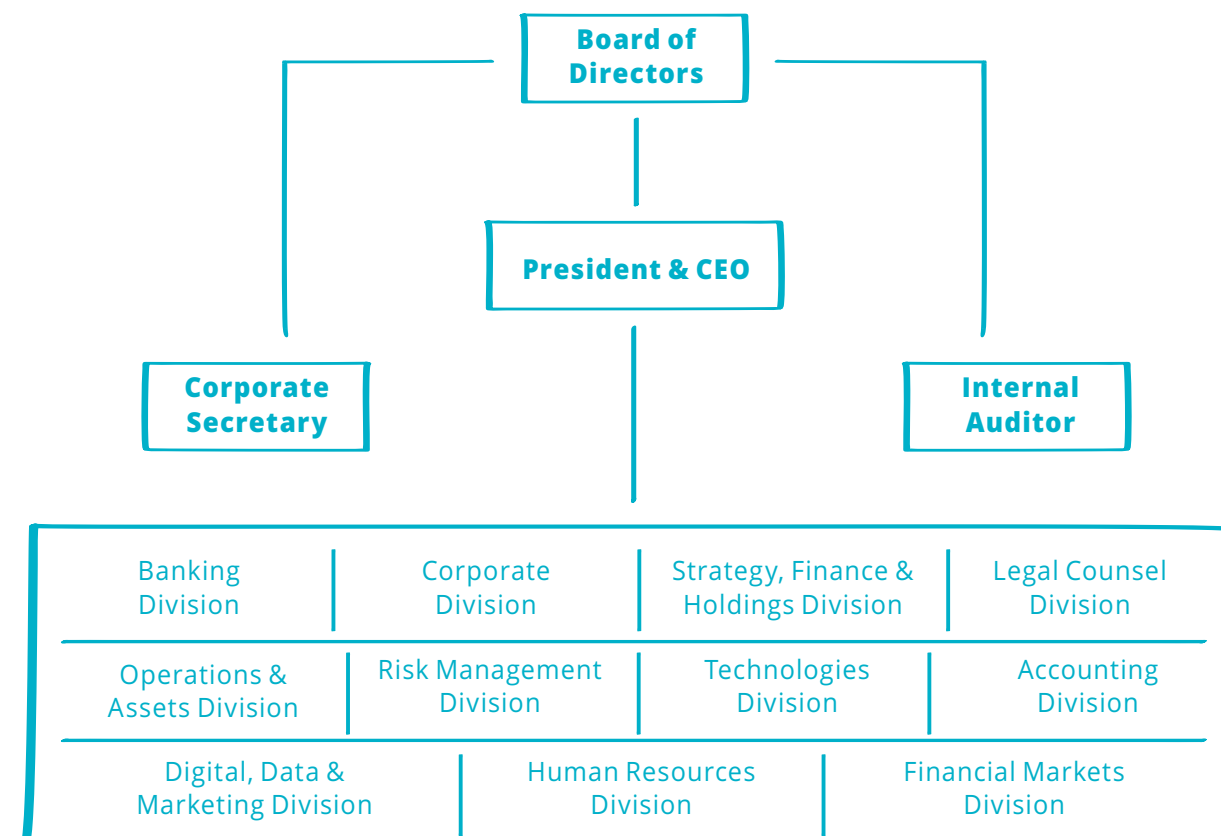 Board of
Directors
President & CEO
Corporate
Secretary
Internal
Auditor
Banking
Division
Corporate
Division
Strategy, Finance &
Holdings Division
Legal Counsel
Division
Operations &
Assets Division
Risk Management
Division
Technologies
Division
Accounting
Division
Digital, Data &
Marketing Division
Human Resources
Division
Financial Markets
Division